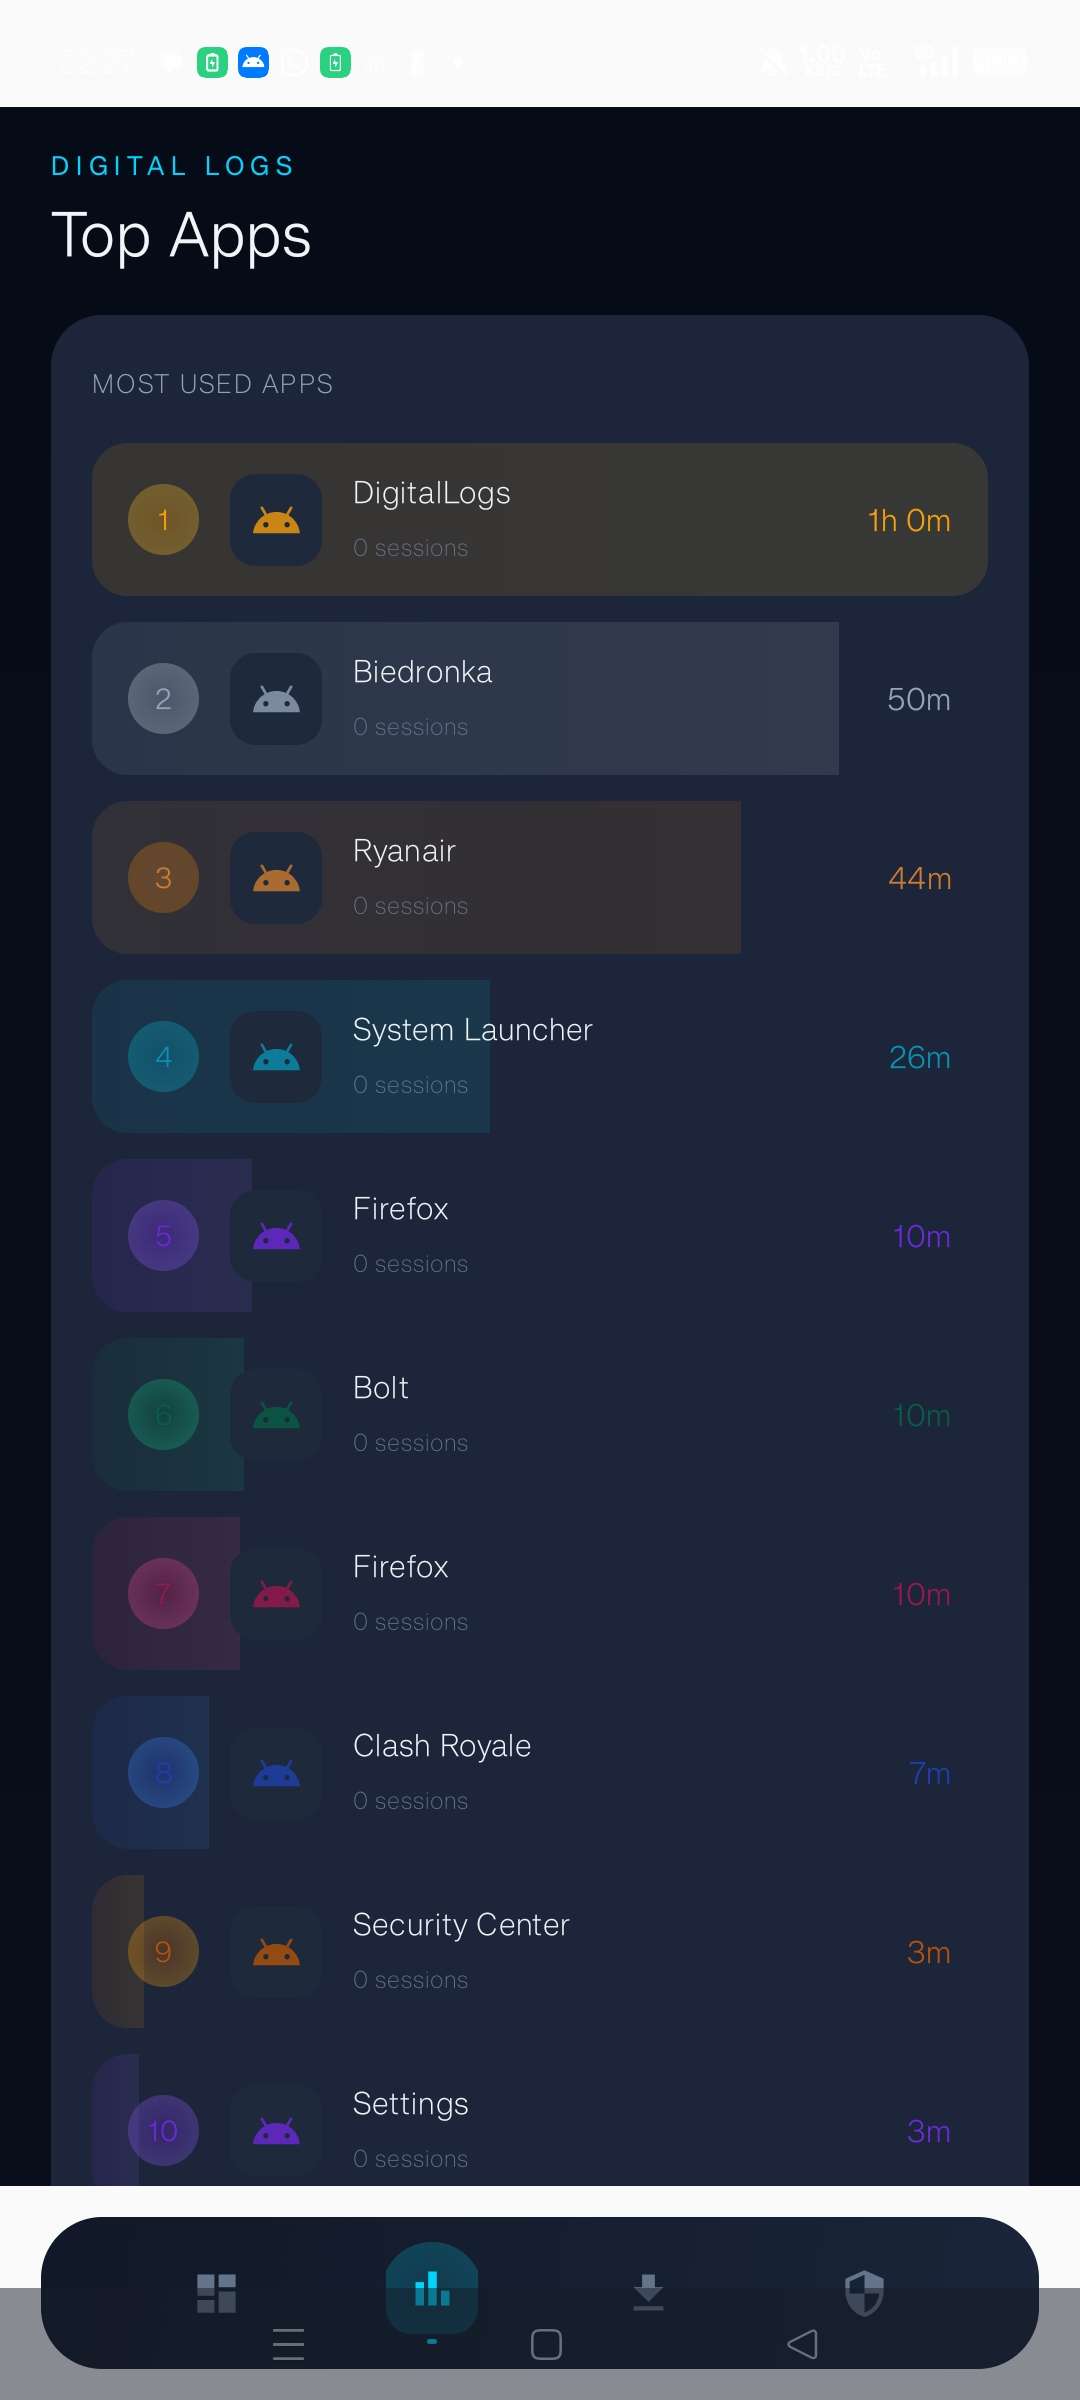 DIGITAL LOGS
Top Apps
MOST USED APPS
1
DigitalLogs
0 sessions
1h 0m
2
Biedronka
0 sessions
50m
3
Ryanair
0 sessions
44m
4
System Launcher
0 sessions
26m
5
Firefox
0 sessions
10m
6
Bolt
0 sessions
10m
7
Firefox
0 sessions
10m
8
Clash Royale
0 sessions
7m
9
Security Center
0 sessions
3m
10
Settings
0 sessions
3m